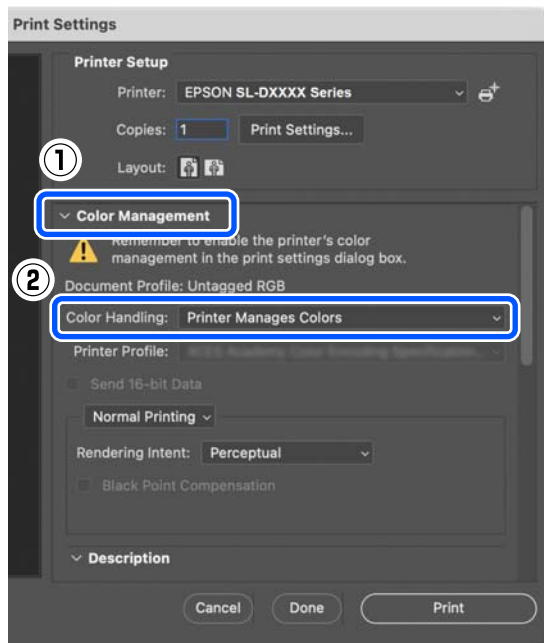 Print Settings
Printer Setup
Printer: EPSON SL-DXXXX Series
Copies: 1 Print Settings...
①
Layout:
Color Management
Remember to enable the printer's color
management in the print settings dialog box.
②
Document Profile: Untagged RGB
Color Handling: Printer Manages Colors
Printer Profile:
Send 16-bit Data
Normal Printing
Rendering Intent: Perceptual
Black Point Compensation
Description
Cancel Done Print